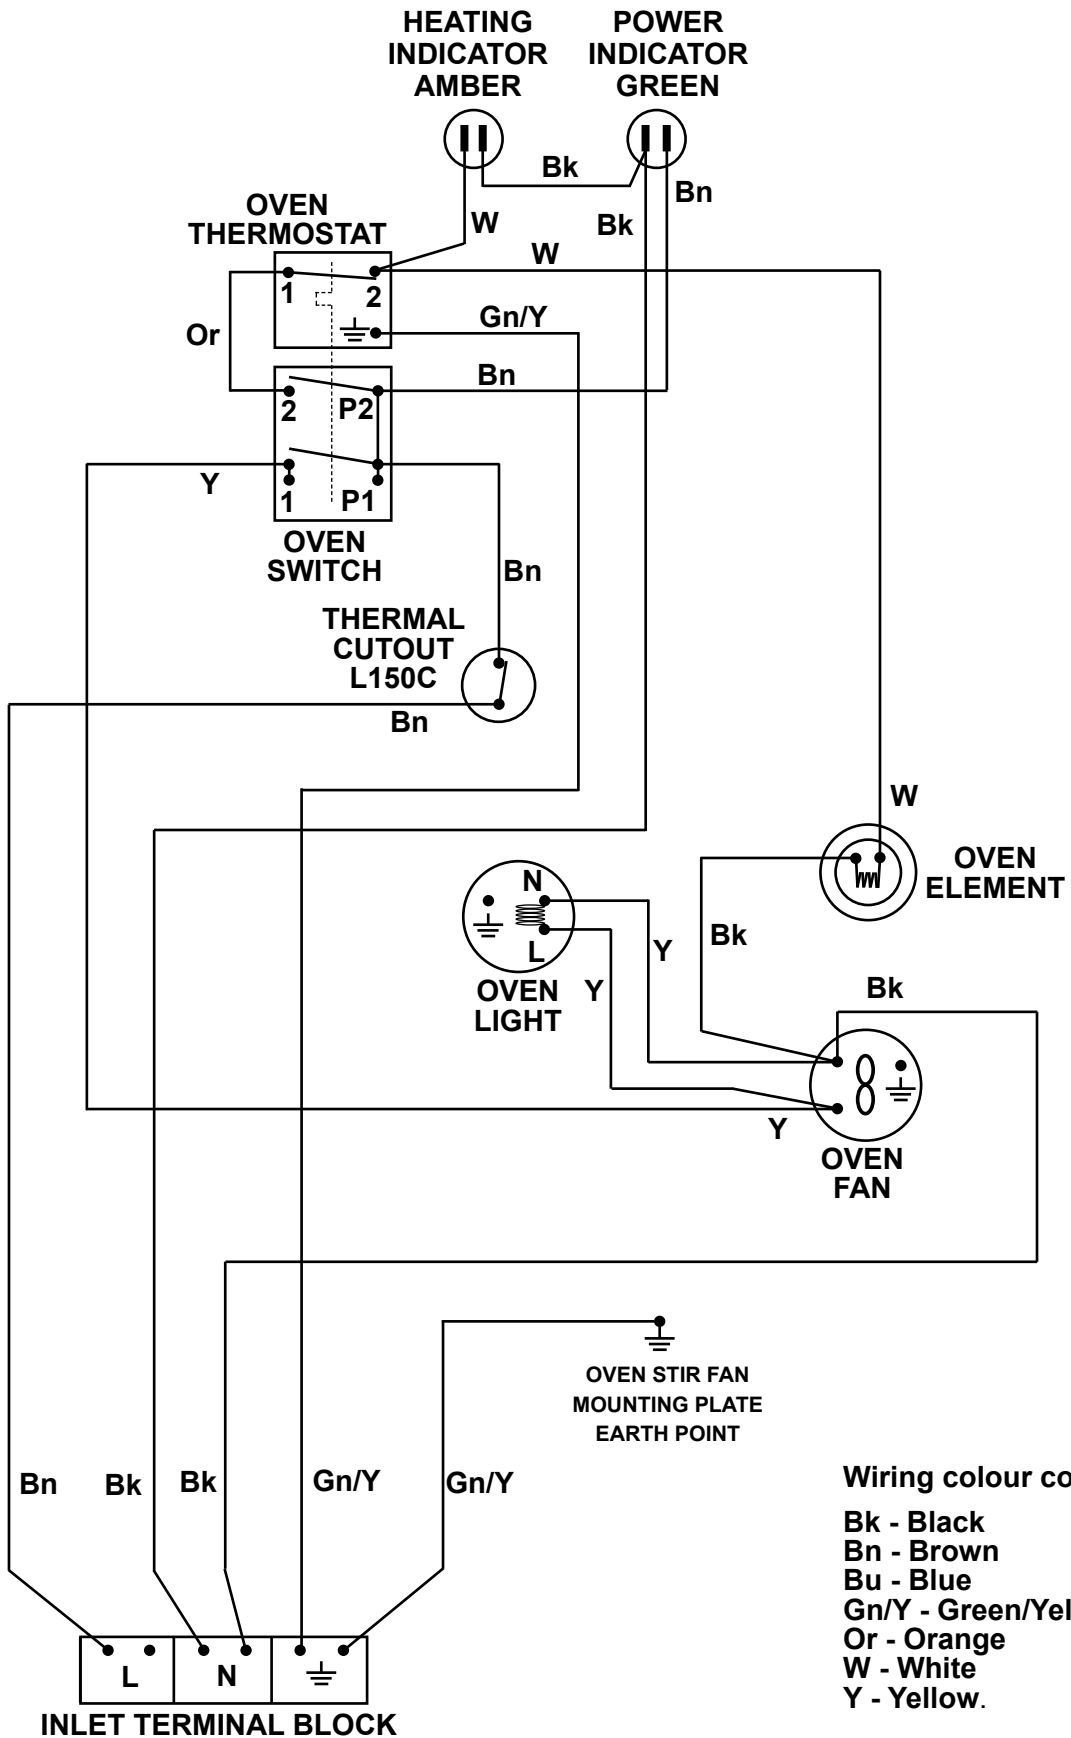 HEATING
INDICATOR
AMBER
POWER
INDICATOR
GREEN
Bk
Bn
OVEN
THERMOSTAT
W
Bk
W
1
2
Gn/Y
Or
Bn
2
P2
Y
1
P1
OVEN
SWITCH
Bn
THERMAL
CUTOUT
L150C
Bn
W
OVEN
ELEMENT
N
L
Bk
Y
OVEN
LIGHT
Y
Bk
Y
OVEN
FAN
OVEN STIR FAN
MOUNTING PLATE
EARTH POINT
Bn
Bk
Bk
Gn/Y
Gn/Y
Wiring colour co
Bk - Black
Bn - Brown
Bu - Blue
Gn/Y - Green/Yel
Or - Orange
W - White
Y - Yellow.
L
N
INLET TERMINAL BLOCK